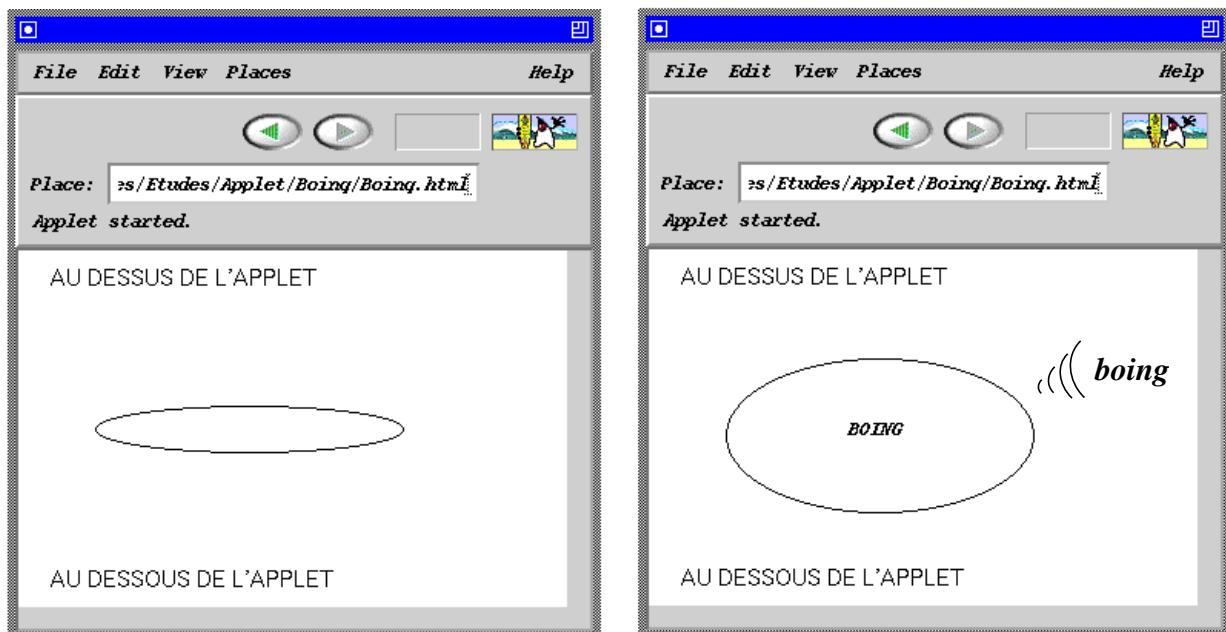 File Edit View Places Help
Place: es/Etudes/Applet/Boing/Boing.html
Applet started.
AU DESSUS DE L'APPLET
AU DESSOUS DE L'APPLET
File Edit View Places Help
Place: es/Etudes/Applet/Boing/Boing.html
Applet started.
AU DESSUS DE L'APPLET
boing
BOING
AU DESSOUS DE L'APPLET